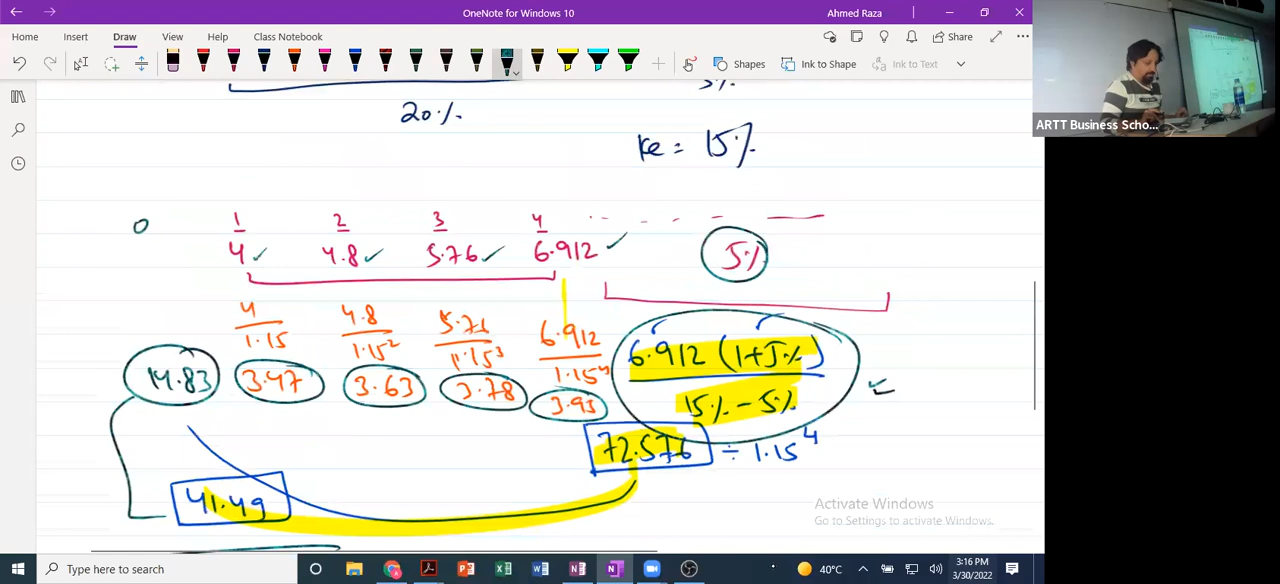 OneNote for Windows 10
Ahmed Raza
Home Insert Draw View Help Class Notebook
Share
Shapes Ink to Shape Ink to Text
ARTT Business Scho...
5%
20%
Ke = 15%
0 1 2 3 4
4 4.8 5.76 6.912 5%
4 4.8 5.76 6.912 6.912 (1+5%)
1.15 1.15² 1.15³ 1.15⁴ 15% - 5%
14.83 3.47 3.63 3.78 3.93
72.576 ÷ 1.15⁴
41.49
Activate Windows
Go to Settings to activate Windows.
Type here to search
40°C
3:16 PM
3/30/2022